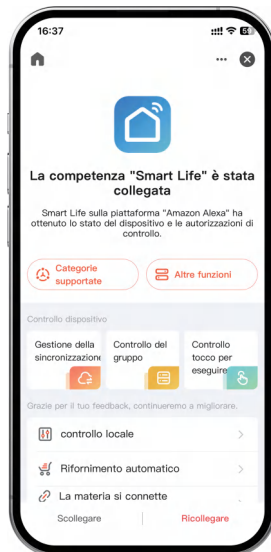 16:37
59
La competenza "Smart Life" è stata
collegata
Smart Life sulla piattaforma "Amazon Alexa" ha
ottenuto lo stato del dispositivo e le autorizzazioni di
controllo.
Categorie
supportate
Altre funzioni
Controllo dispositivo
Gestione della
sincronizzazione
Controllo del
gruppo
Controllo
tocco per
eseguire
Grazie per il tuo feedback, continueremo a migliorare.
controllo locale
Rifornimento automatico
La materia si connette
Scollegare
Ricollegare